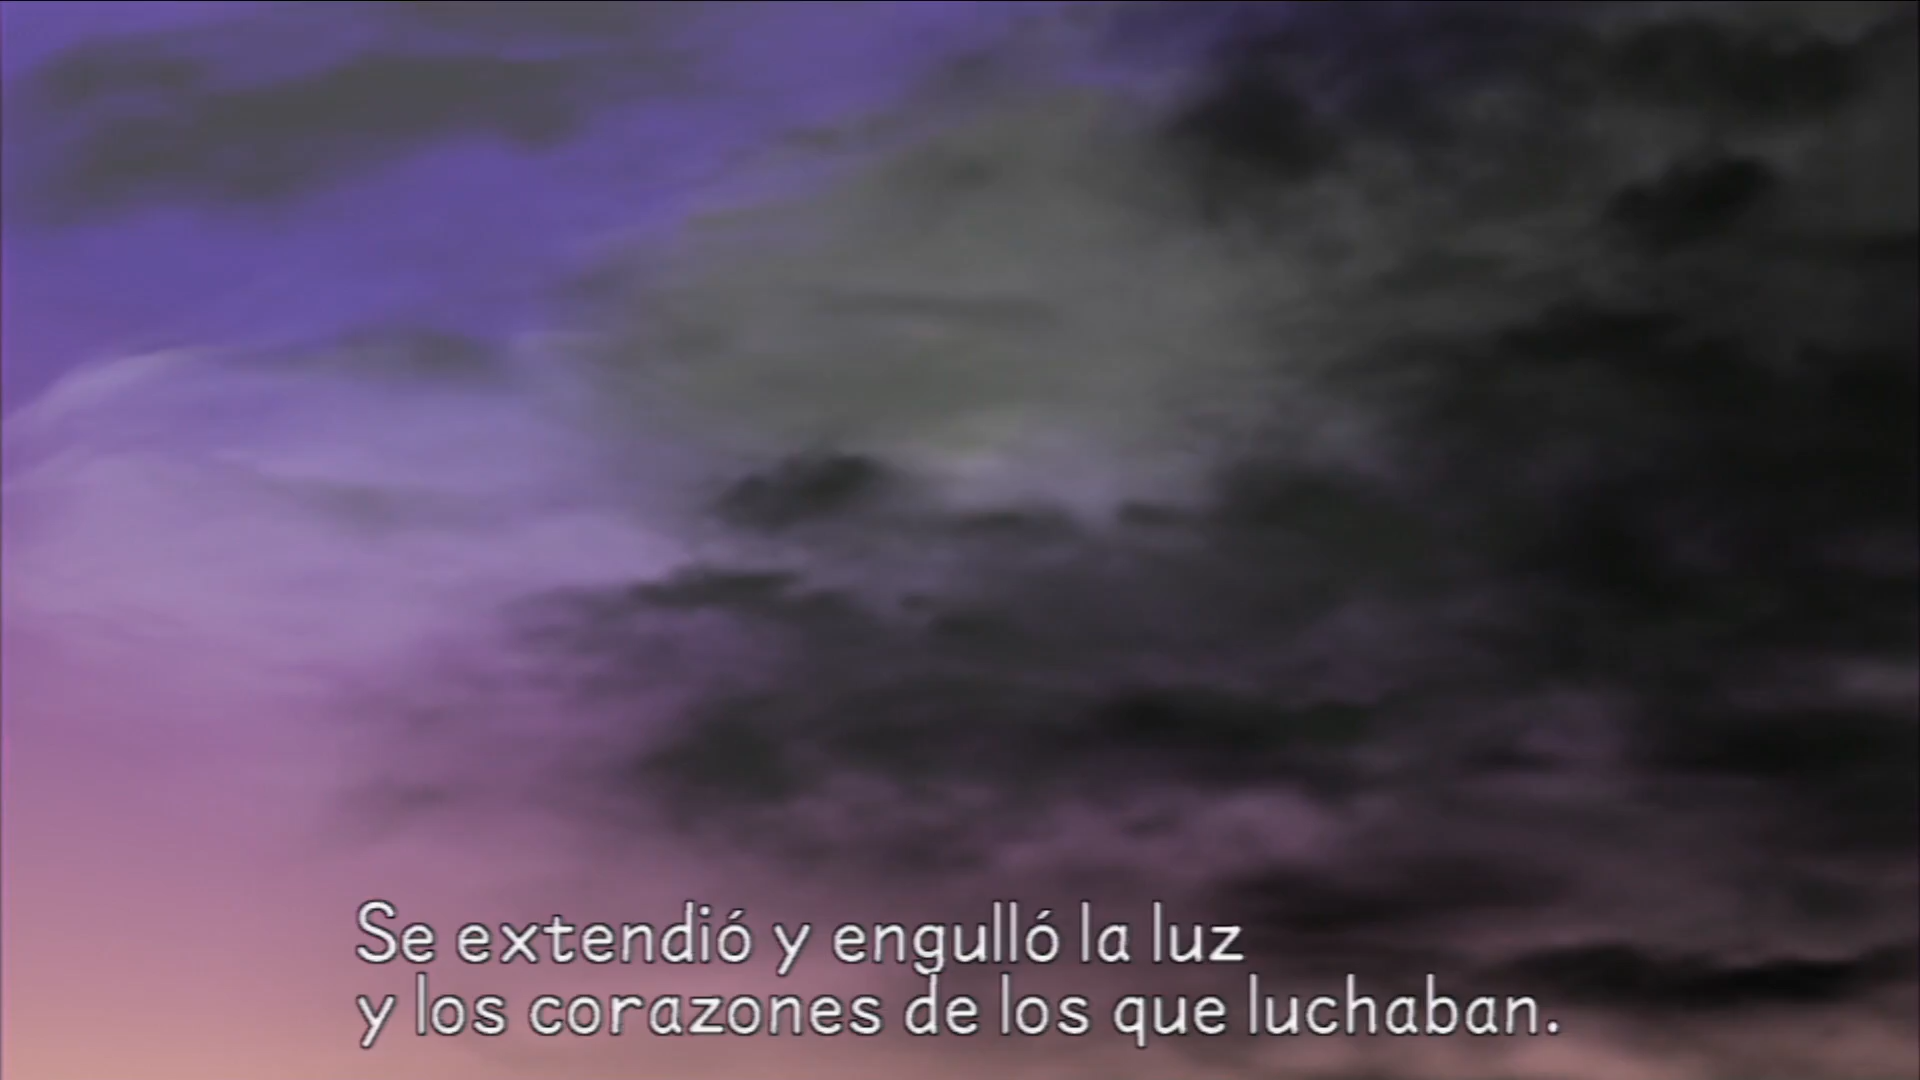 Se extendió y engulló la luz
y los corazones de los que luchaban.